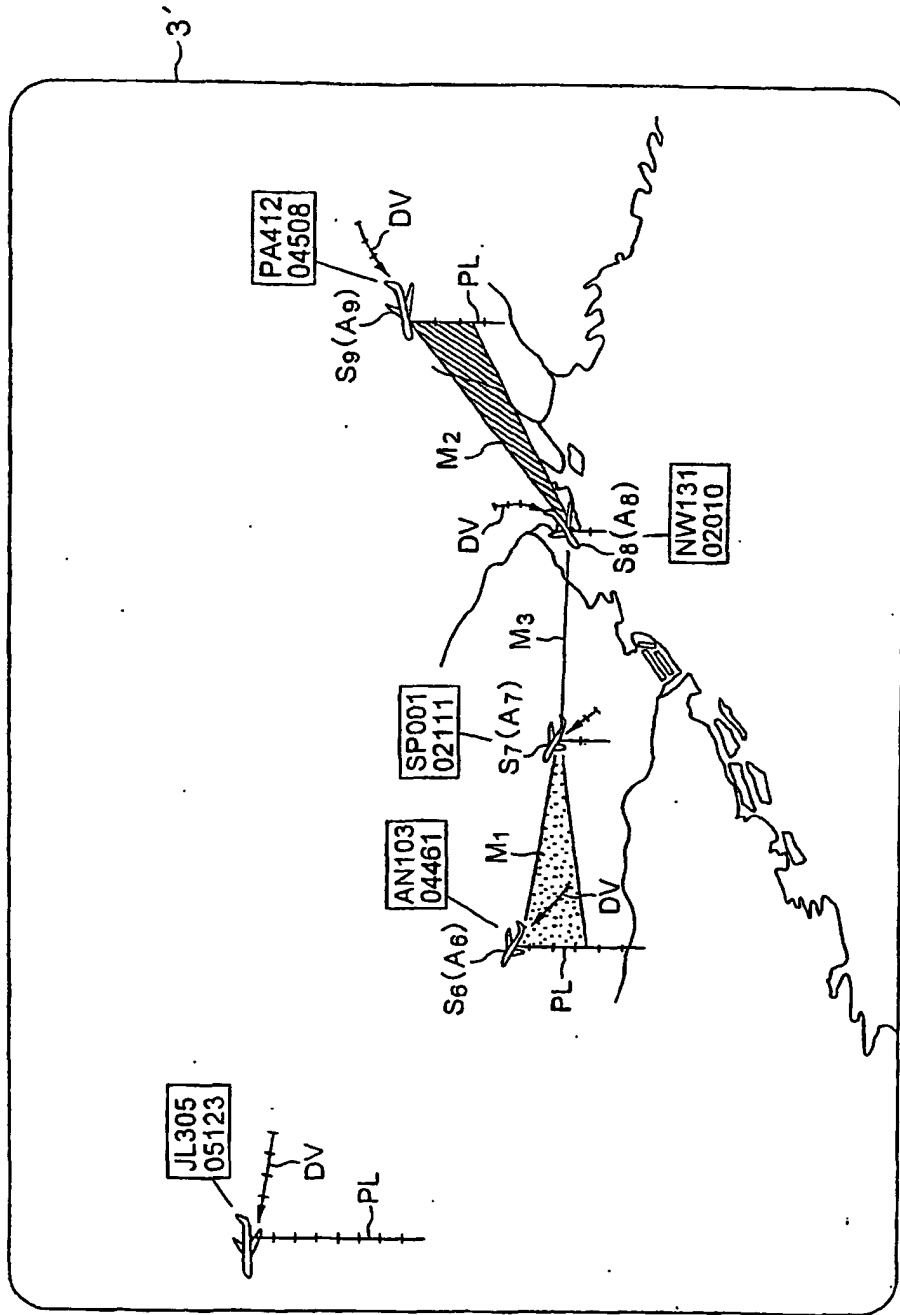 3'
JL305
05123
DV
PL
PA412
04508
DV
S9(A9)
PL
M2
AN103
04461
SP001
02111
DV
S6(A6)
M1
S7(A7)
M3
PL
DV
S8(A8)
NW131
02010